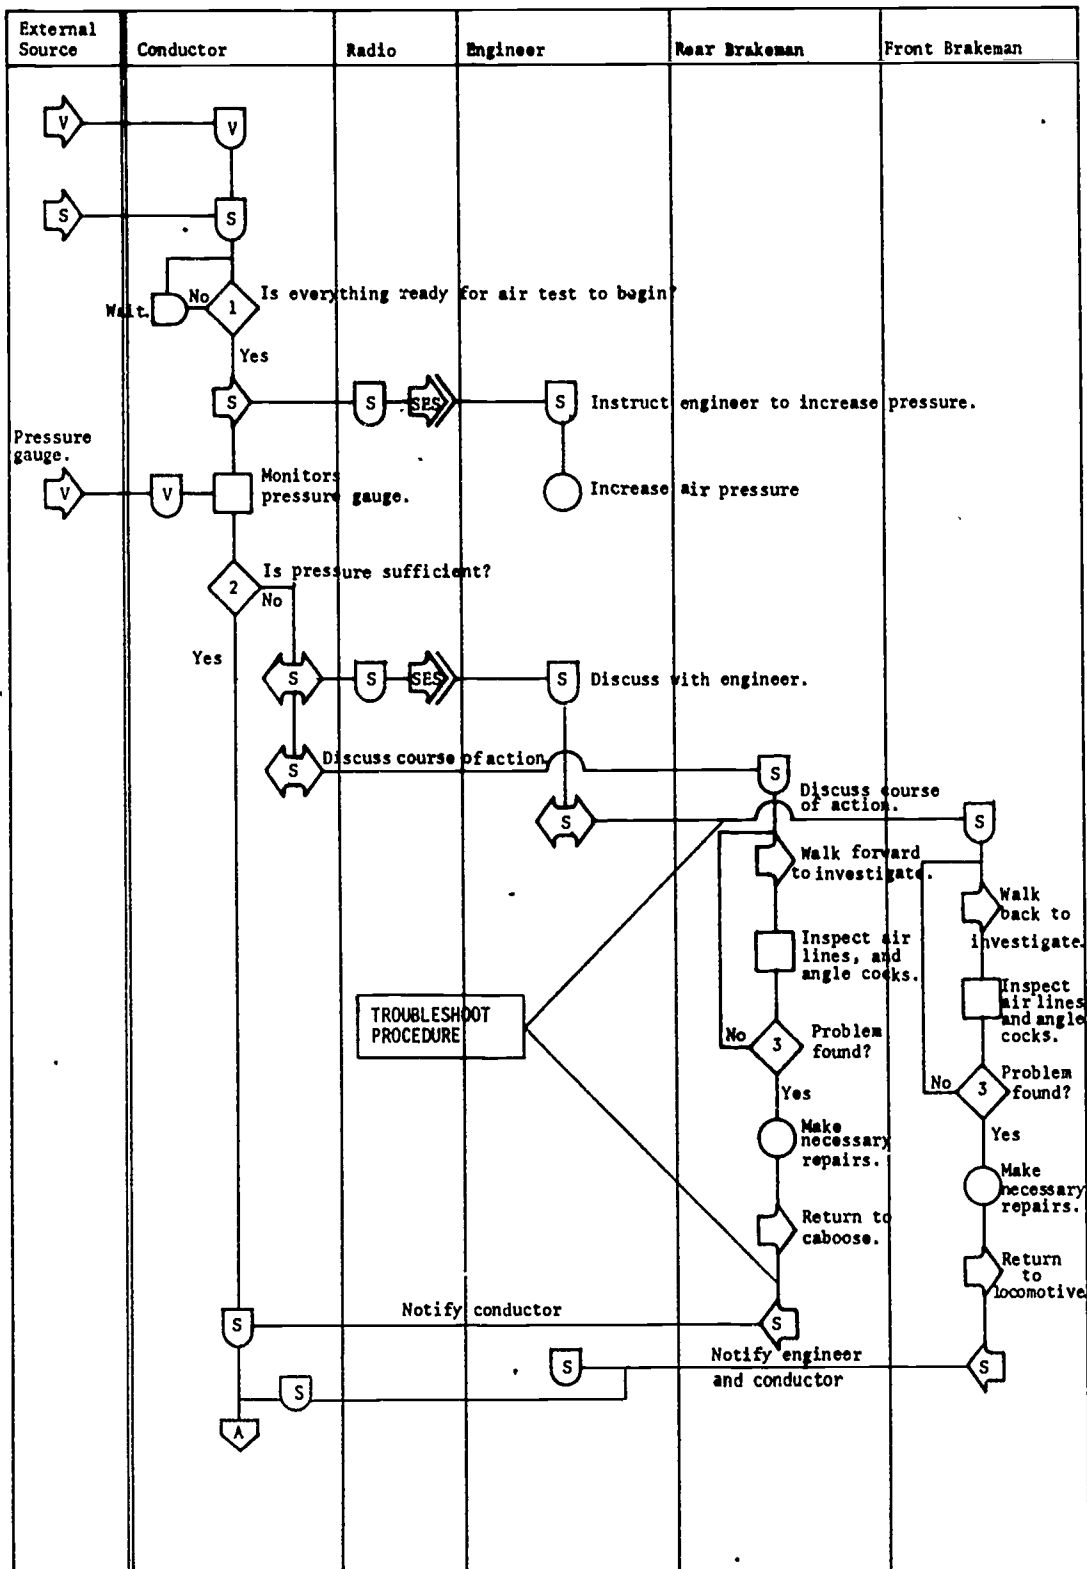 External
Source
Conductor
Radio
Engineer
Rear Brakeman
Front Brakeman
V
V
S
S
Is everything ready for air test to begin?
Wait.
No
1
Yes
S
S
SES
S
Instruct engineer to increase pressure.
Pressure
gauge.
V
V
Monitors
pressure gauge.
Increase air pressure
Is pressure sufficient?
2
No
Yes
S
S
SES
S
Discuss with engineer.
S
Discuss course of action
S
Discuss course
of action.
S
S
Walk forward
to investigate.
Walk
back to
investigate.
Inspect air
lines, and
angle cocks.
Inspect
air lines
and angle
cocks.
TROUBLESHOOT
PROCEDURE
No
3
Problem
found?
Yes
No
3
Problem
found?
Yes
Make
necessary
repairs.
Make
necessary
repairs.
Return to
caboose.
Return
to
locomotive
Notify conductor
S
S
Notify engineer
and conductor
S
S
S
A